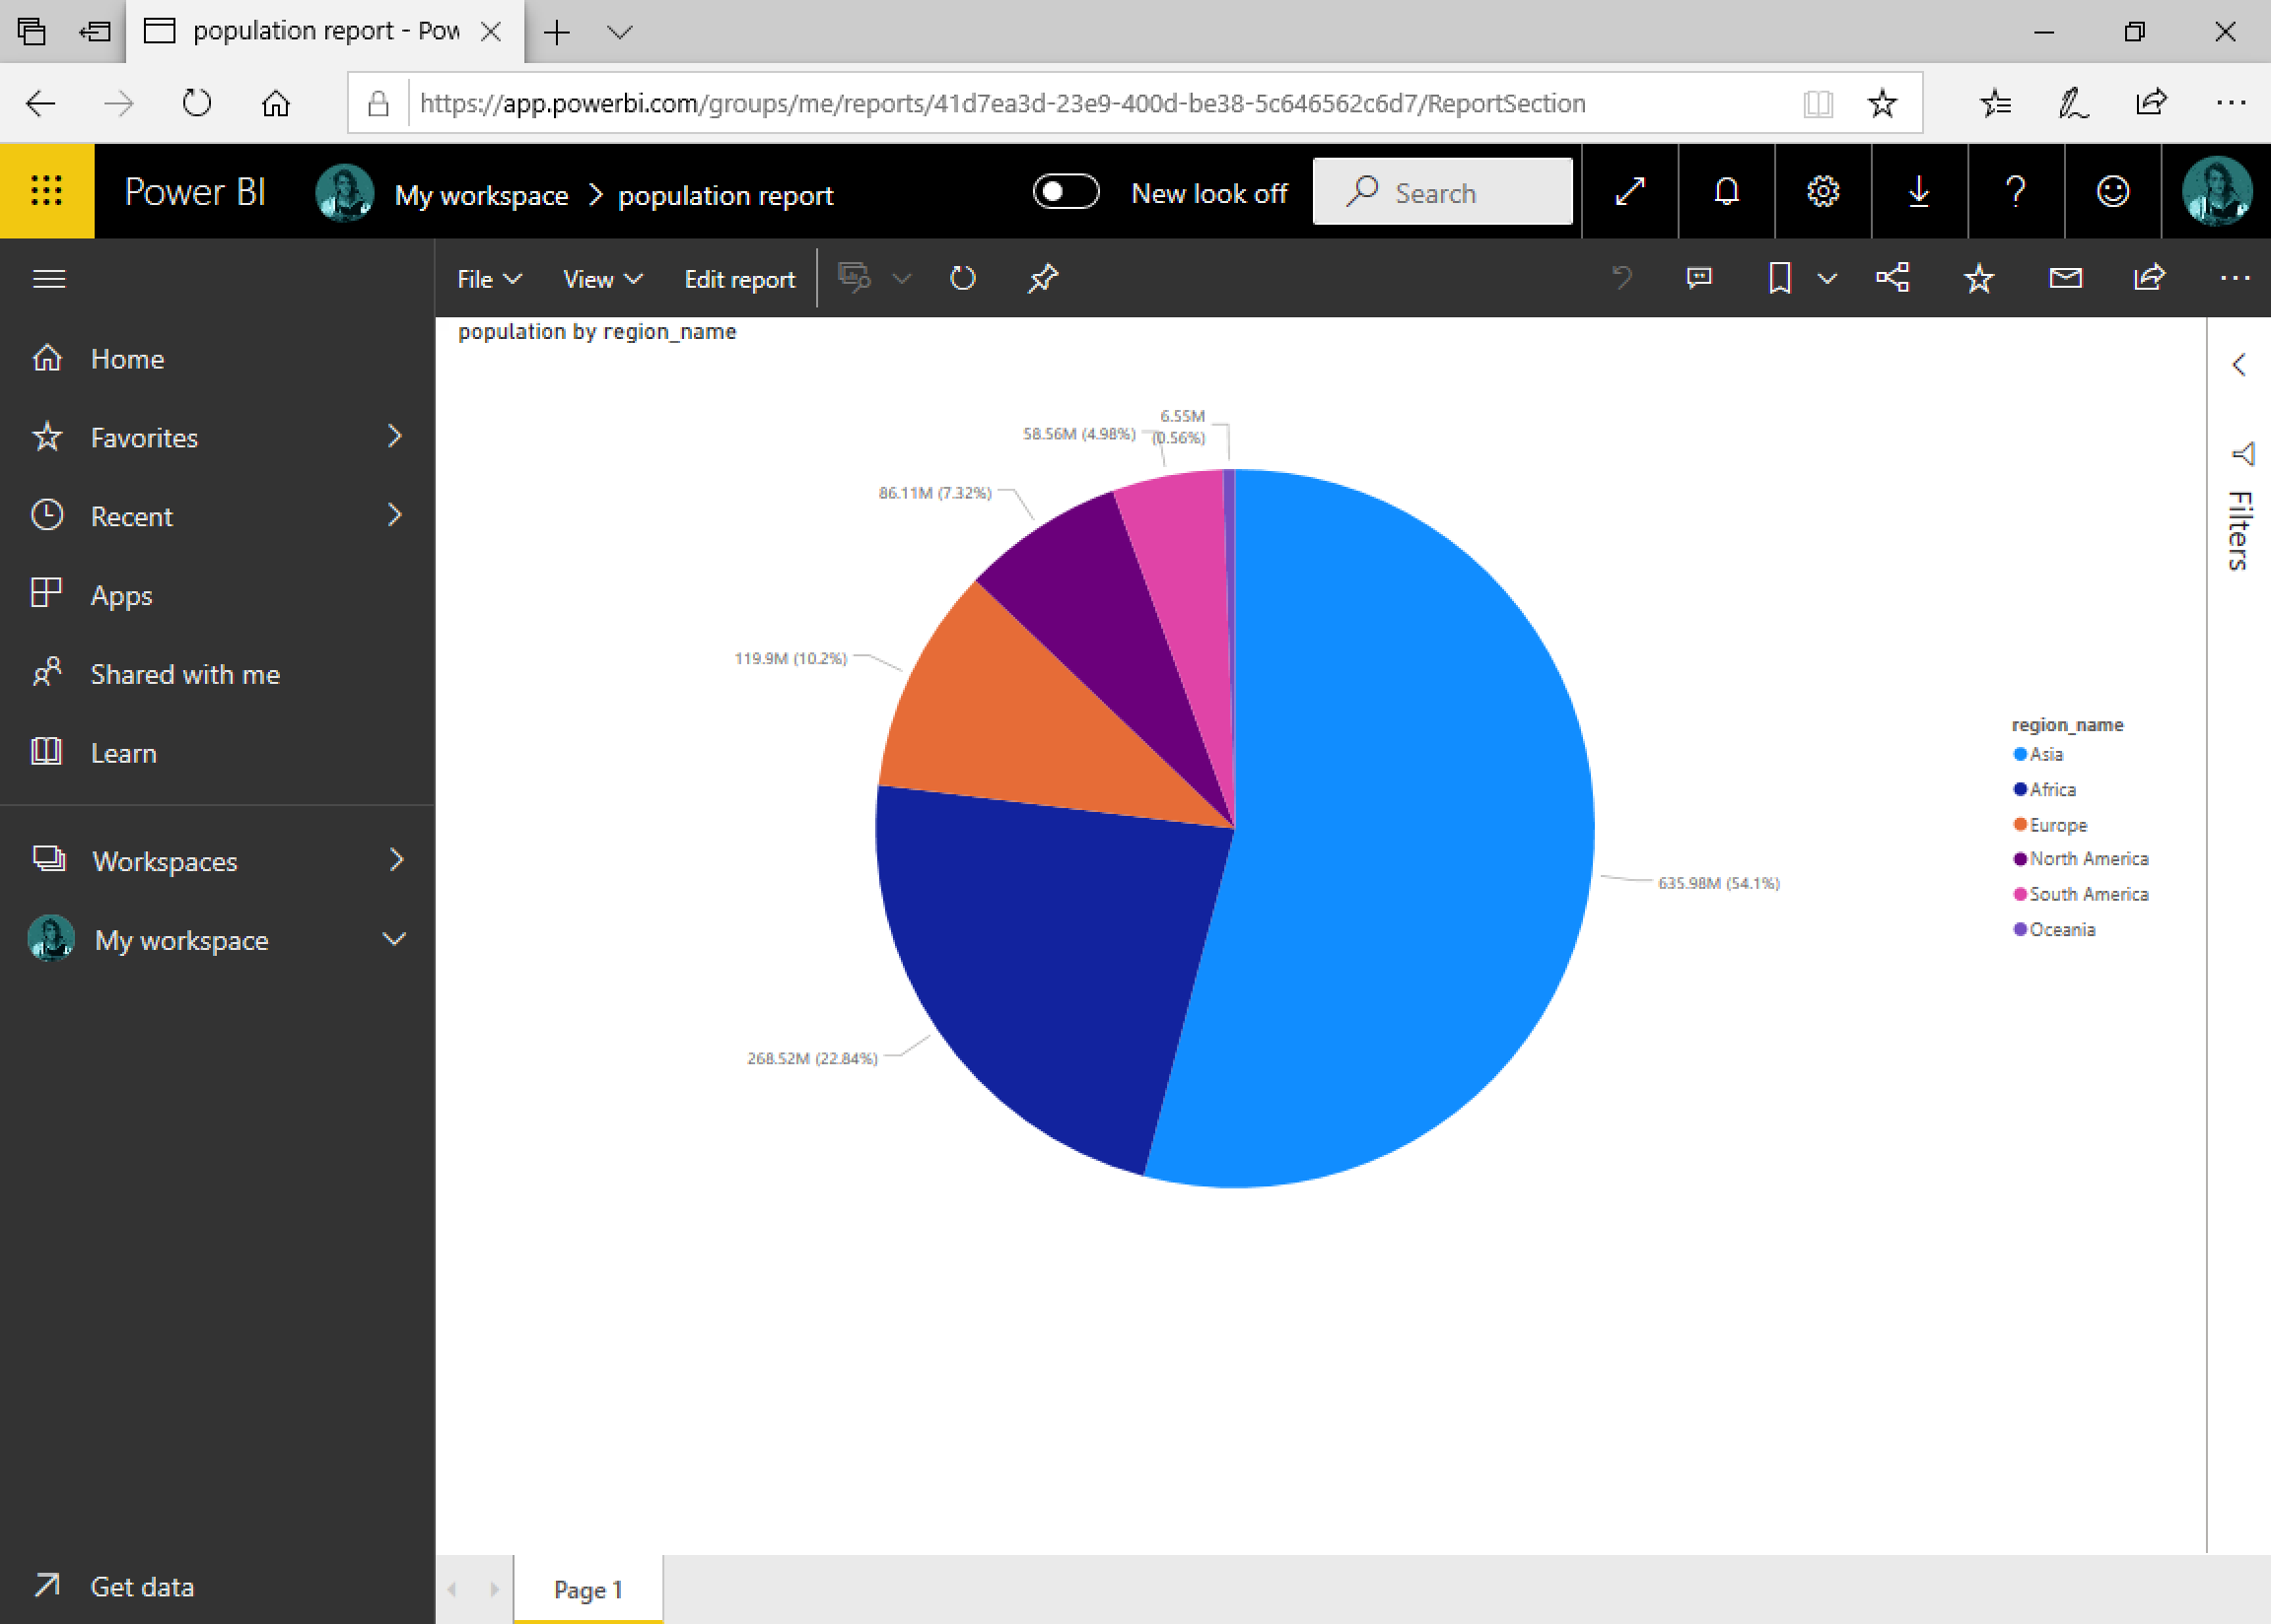 population report - Pow
https://app.powerbi.com/groups/me/reports/41d7ea3d-23e9-400d-be38-5c646562c6d7/ReportSection
Power BI
My workspace > population report
New look off
Search
?
File
View
Edit report
Home
Favorites
Recent
Apps
Shared with me
Learn
Workspaces
My workspace
Get data
population by region_name
6.55M
(0.56%)
58.56M (4.98%)
86.11M (7.32%)
119.9M (10.2%)
268.52M (22.84%)
635.98M (54.1%)
region_name
Asia
Africa
Europe
North America
South America
Oceania
Filters
Page 1